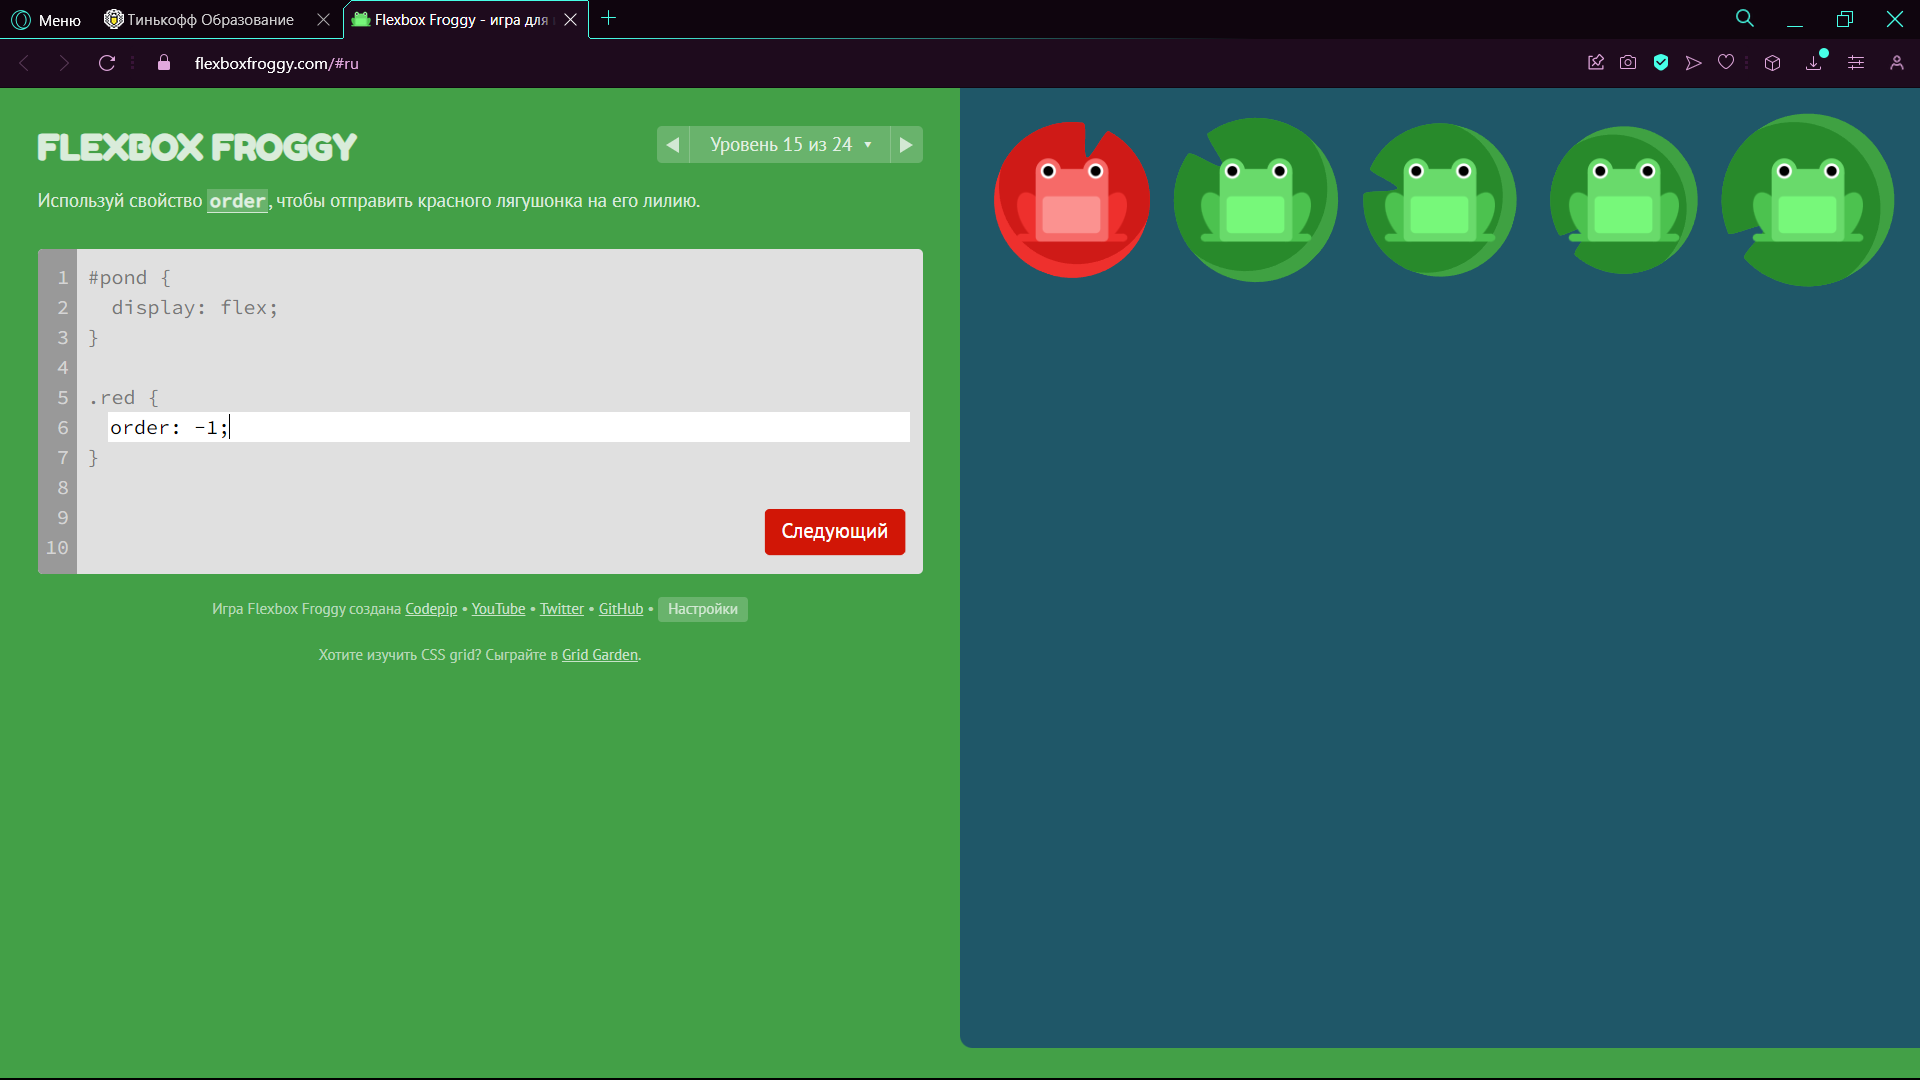 Меню
Тинькофф Образование
Flexbox Froggy - игра для
flexboxfroggy.com/#ru
FLEXBOX FROGGY
Уровень 15 из 24
Используй свойство order, чтобы отправить красного лягушонка на его лилию.
1 #pond {
2   display: flex;
3 }
4
5 .red {
6   order: -1;
7 }
8
9
10
Следующий
Игра Flexbox Froggy создана Codepip • YouTube • Twitter • GitHub • Настройки
Хотите изучить CSS grid? Сыграйте в Grid Garden.